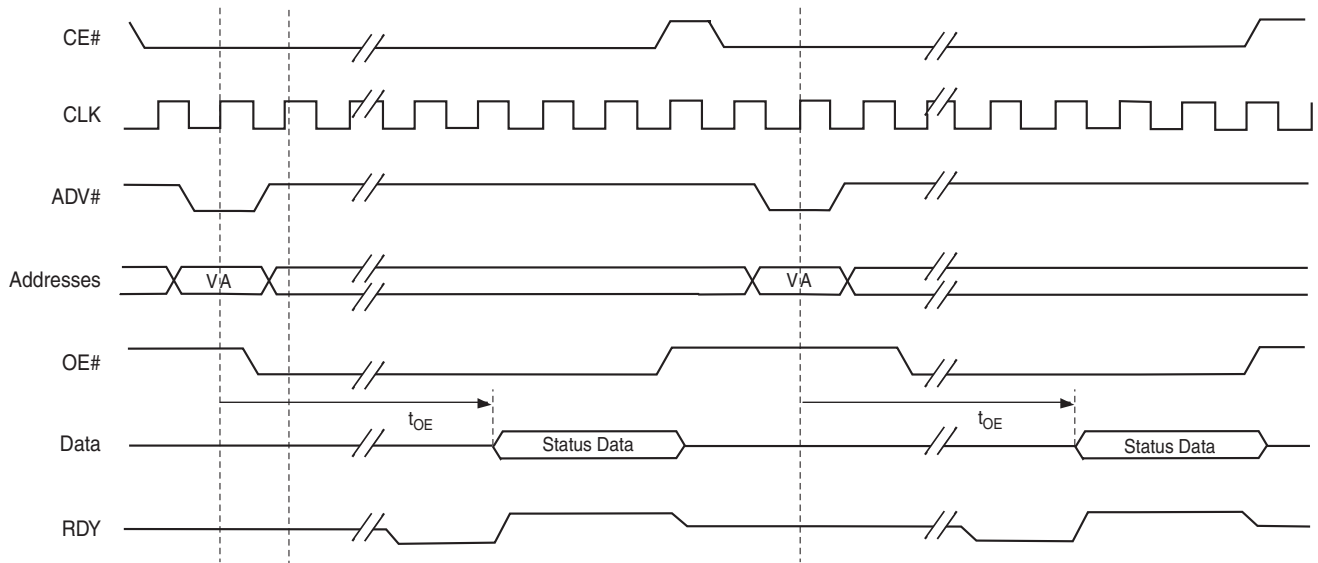 CE#
CLK
ADV#
Addresses
VA
VA
OE#
tOE
tOE
Data
Status Data
Status Data
RDY